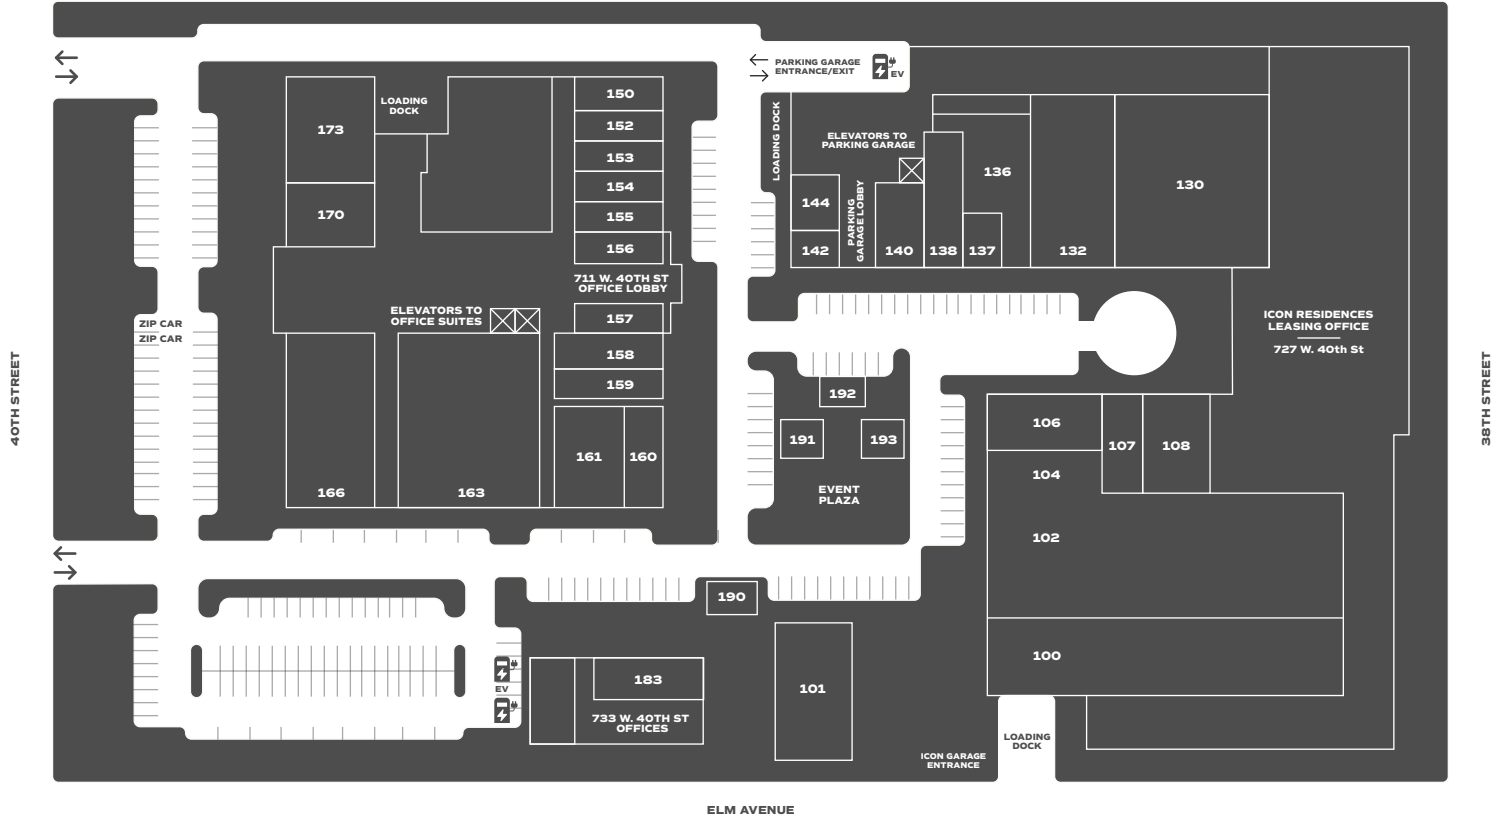 PARKING GARAGE
ENTRANCE/EXIT
EV
173
LOADING
DOCK
150
152
153
154
155
156
170
711 W. 40TH ST
OFFICE LOBBY
ELEVATORS TO
OFFICE SUITES
157
158
159
161
160
166
163
ZIP CAR
ZIP CAR
40TH STREET
LOADING DOCK
ELEVATORS TO
PARKING GARAGE
144
142
PARKING
GARAGE LOBBY
140
138
137
136
132
130
ICON RESIDENCES
LEASING OFFICE
727 W. 40th St
38TH STREET
192
191
193
EVENT
PLAZA
106
107
108
104
102
100
190
101
EV
183
733 W. 40TH ST
OFFICES
LOADING
DOCK
ICON GARAGE
ENTRANCE
ELM AVENUE